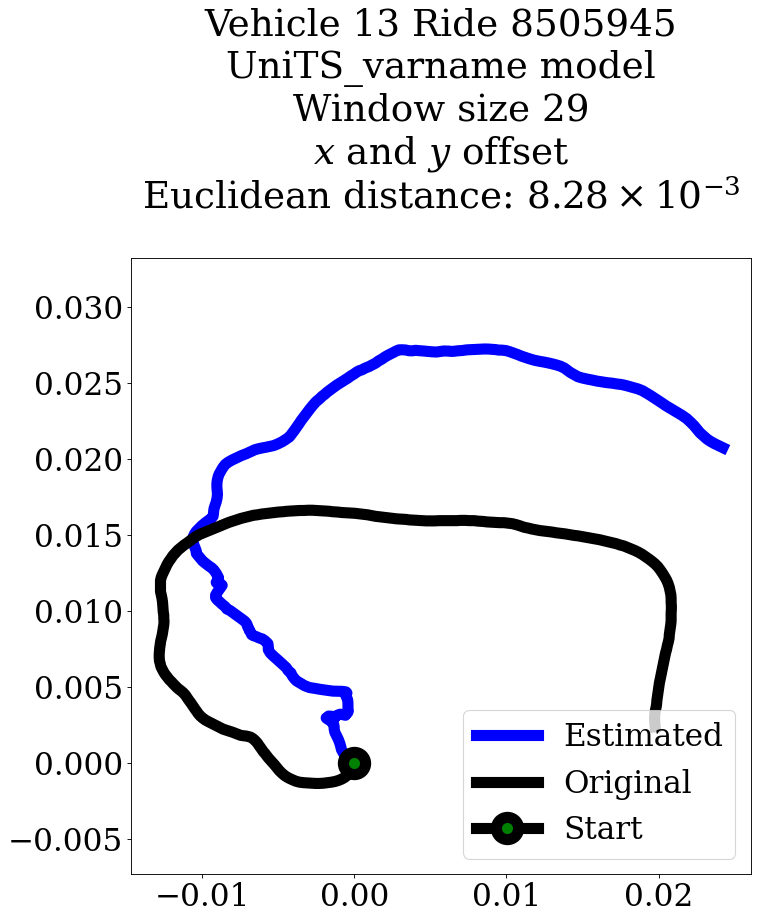 Vehicle 13 Ride 8505945
UniTS_varname model
Window size 29
x and y offset
Euclidean distance: 8.28 × 10⁻³
0.030
0.025
0.020
0.015
0.010
0.005
0.000
−0.005
−0.01
0.00
0.01
0.02
Estimated
Original
Start